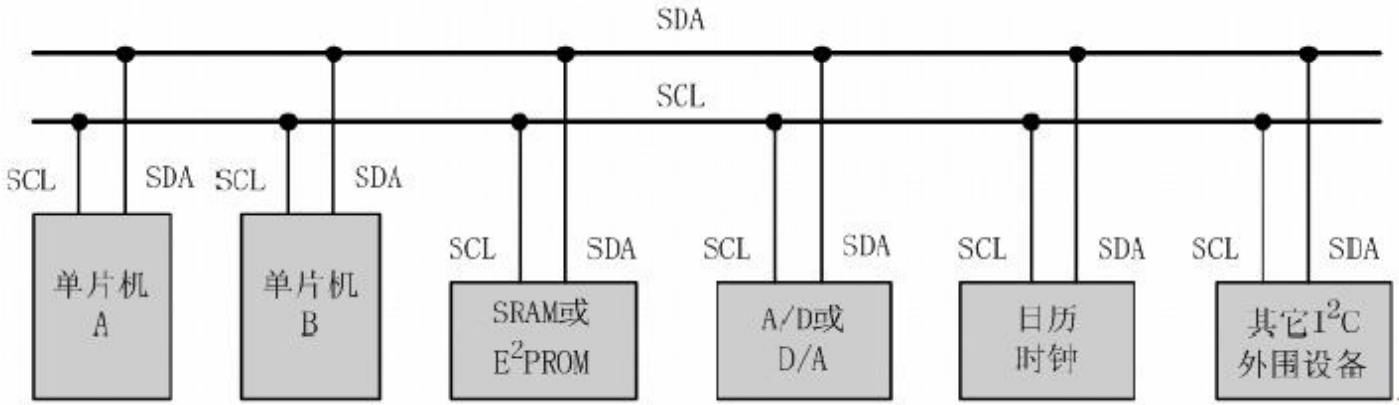 SDA
SCL
SCL SDA SCL SDA
SCL SDA SCL SDA SCL SDA SCL SDA
单片机
A
单片机
B
SRAM或
E²PROM
A/D或
D/A
日历
时钟
其它I²C
外围设备